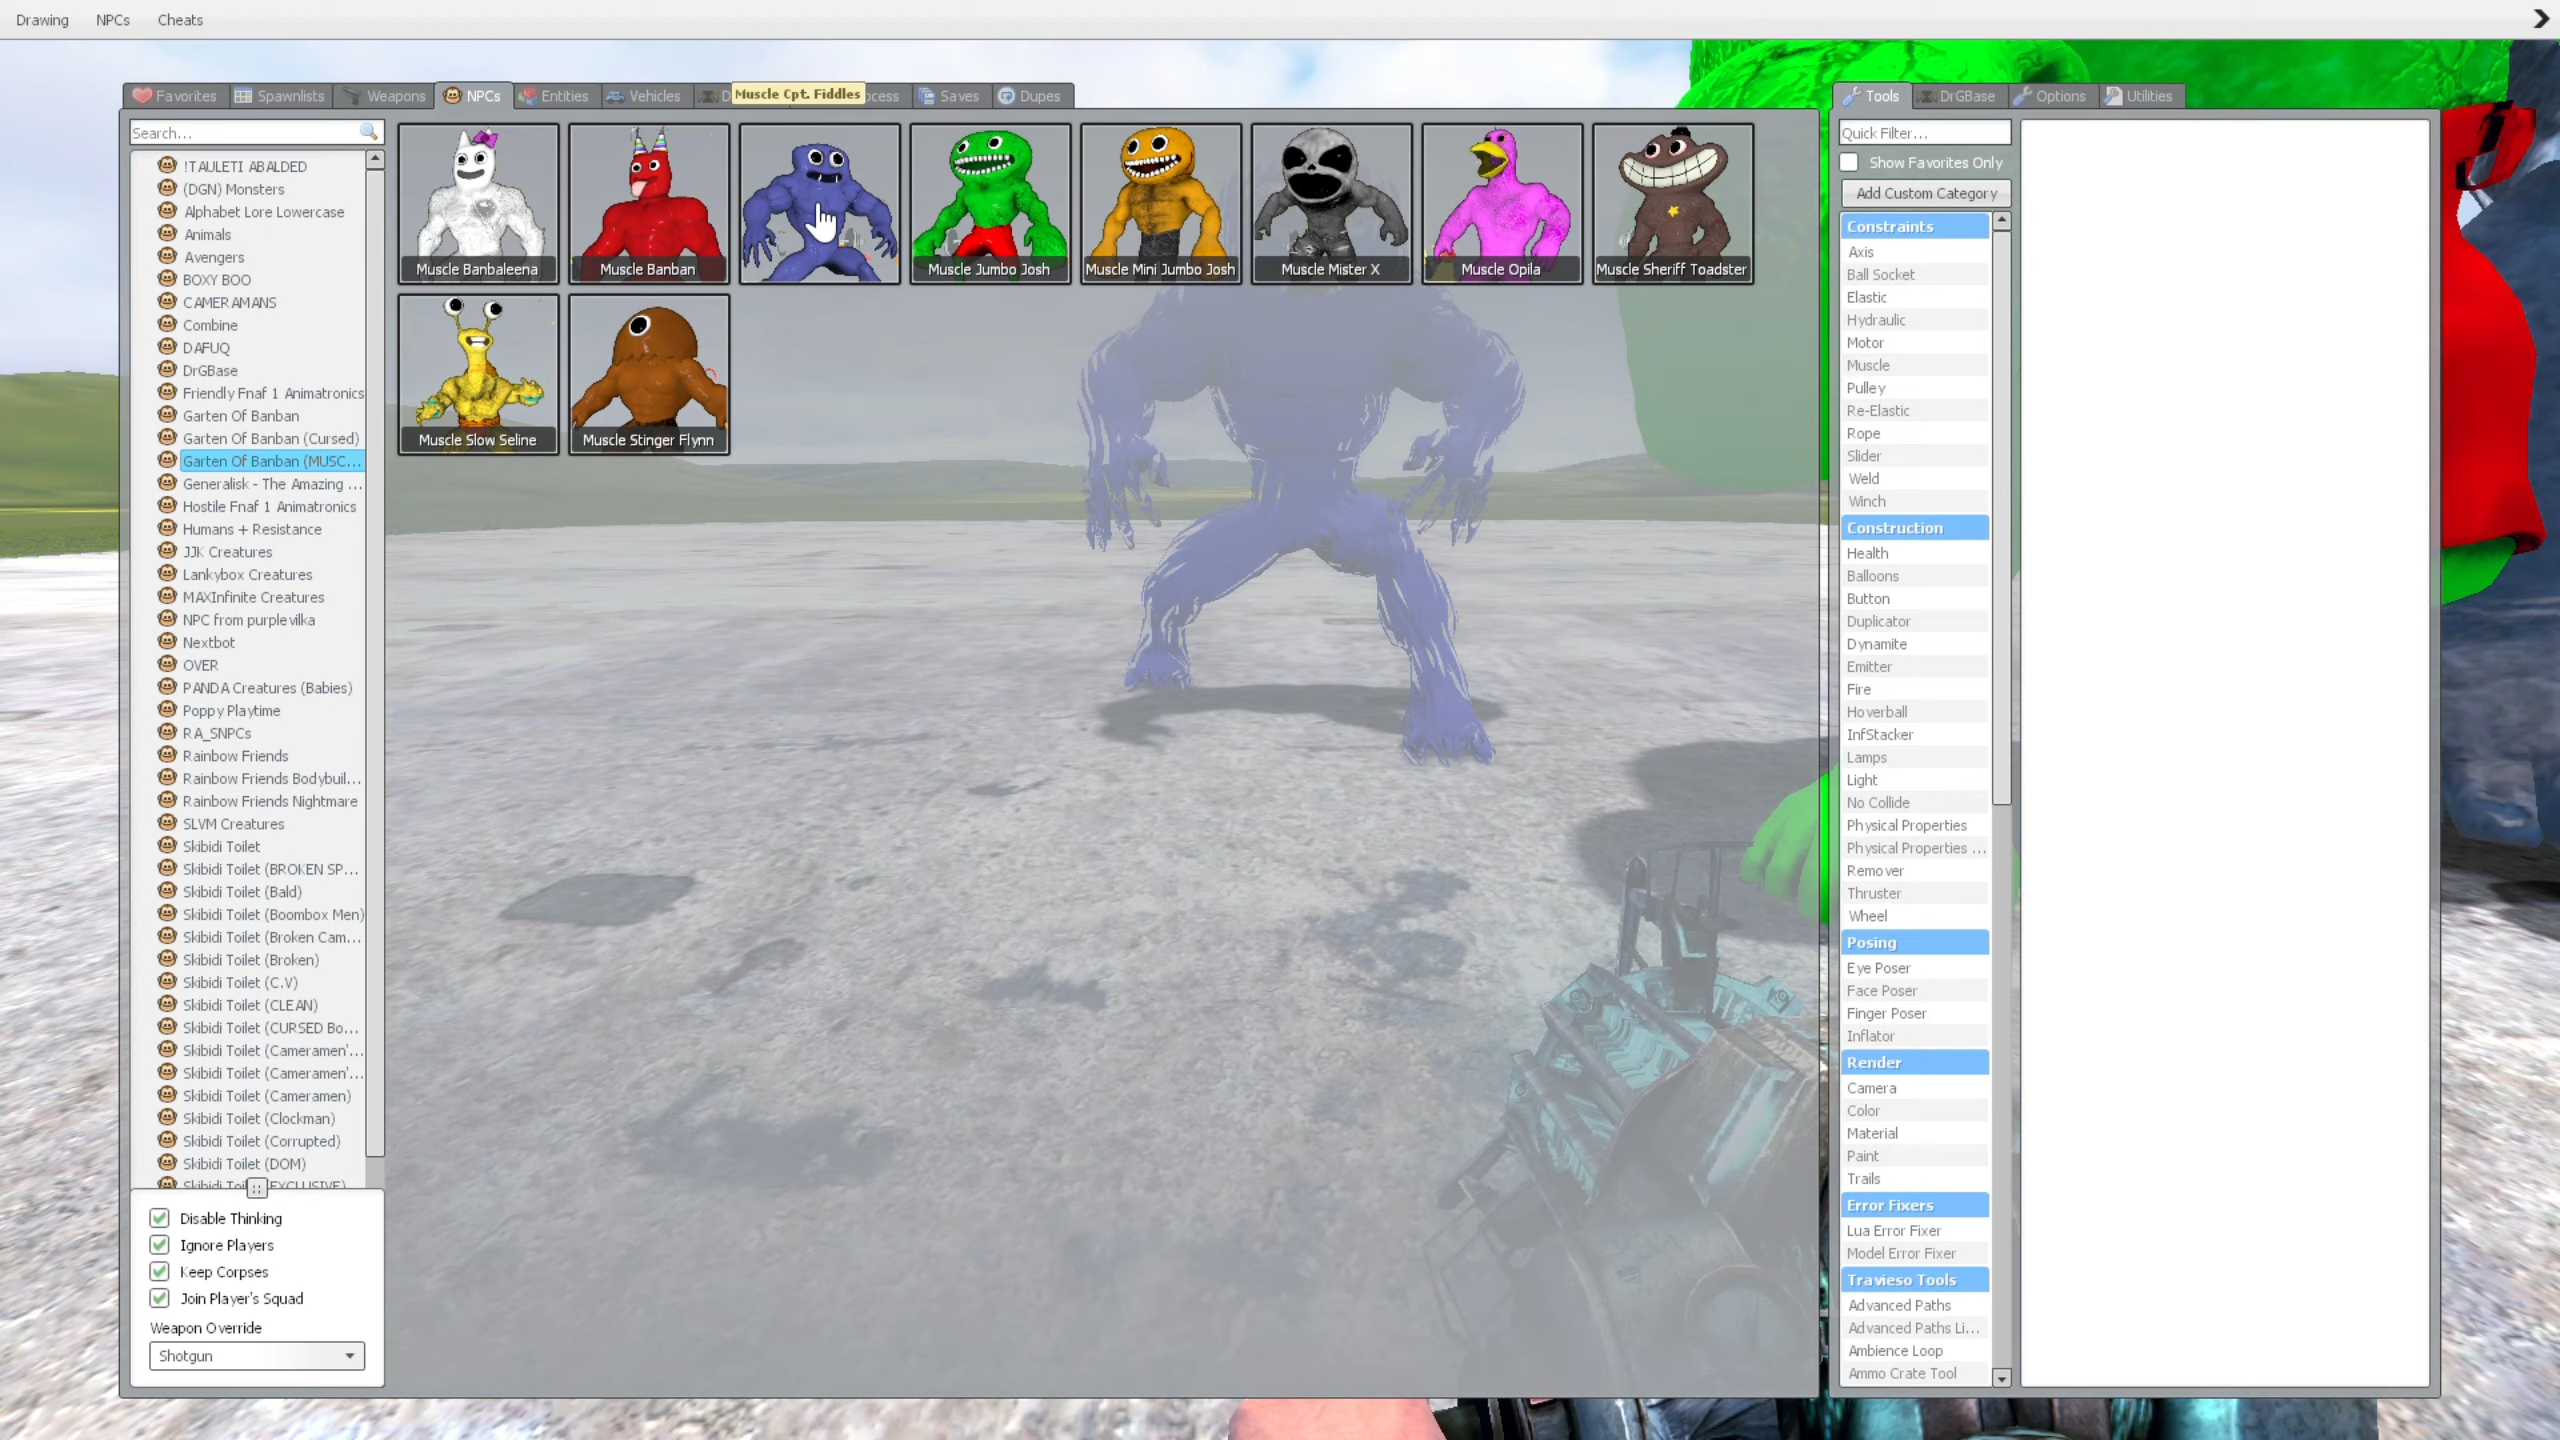 Drawing NPCs Cheats
Favorites Spawnlists Weapons NPCs Entities Vehicles D Muscle Cpt. Fiddles ocess Saves Dupes
Search...
!TAULETI ABALDED
(DGN) Monsters
Alphabet Lore Lowercase
Animals
Avengers
BOXY BOO
CAMERAMANS
Combine
DAFUQ
DrGBase
Friendly Fnaf 1 Animatronics
Garten Of Banban
Garten Of Banban (Cursed)
Garten Of Banban (MUSC...
Generalisk - The Amazing ...
Hostile Fnaf 1 Animatronics
Humans + Resistance
JJK Creatures
Lankybox Creatures
MAXInfinite Creatures
NPC from purplevilka
Nextbot
OVER
PANDA Creatures (Babies)
Poppy Playtime
RA_SNPCs
Rainbow Friends
Rainbow Friends Bodybuil...
Rainbow Friends Nightmare
SLVM Creatures
Skibidi Toilet
Skibidi Toilet (BROKEN SP...
Skibidi Toilet (Bald)
Skibidi Toilet (Boombox Men)
Skibidi Toilet (Broken Cam...
Skibidi Toilet (Broken)
Skibidi Toilet (C.V)
Skibidi Toilet (CLEAN)
Skibidi Toilet (CURSED Bo...
Skibidi Toilet (Cameramen'...
Skibidi Toilet (Cameramen'...
Skibidi Toilet (Cameramen)
Skibidi Toilet (Clockman)
Skibidi Toilet (Corrupted)
Skibidi Toilet (DOM)
Skibidi Toil EXCLUSIVE)
Disable Thinking
Ignore Players
Keep Corpses
Join Player's Squad
Weapon Override
Shotgun
Muscle Banbaleena
Muscle Banban
Muscle Jumbo Josh
Muscle Mini Jumbo Josh
Muscle Mister X
Muscle Opila
Muscle Sheriff Toadster
Muscle Slow Seline
Muscle Stinger Flynn
Tools DrGBase Options Utilities
Quick Filter...
Show Favorites Only
Add Custom Category
Constraints
Axis
Ball Socket
Elastic
Hydraulic
Motor
Muscle
Pulley
Re-Elastic
Rope
Slider
Weld
Winch
Construction
Health
Balloons
Button
Duplicator
Dynamite
Emitter
Fire
Hoverball
InfStacker
Lamps
Light
No Collide
Physical Properties
Physical Properties ...
Remover
Thruster
Wheel
Posing
Eye Poser
Face Poser
Finger Poser
Inflator
Render
Camera
Color
Material
Paint
Trails
Error Fixers
Lua Error Fixer
Model Error Fixer
Travieso Tools
Advanced Paths
Advanced Paths Li...
Ambience Loop
Ammo Crate Tool